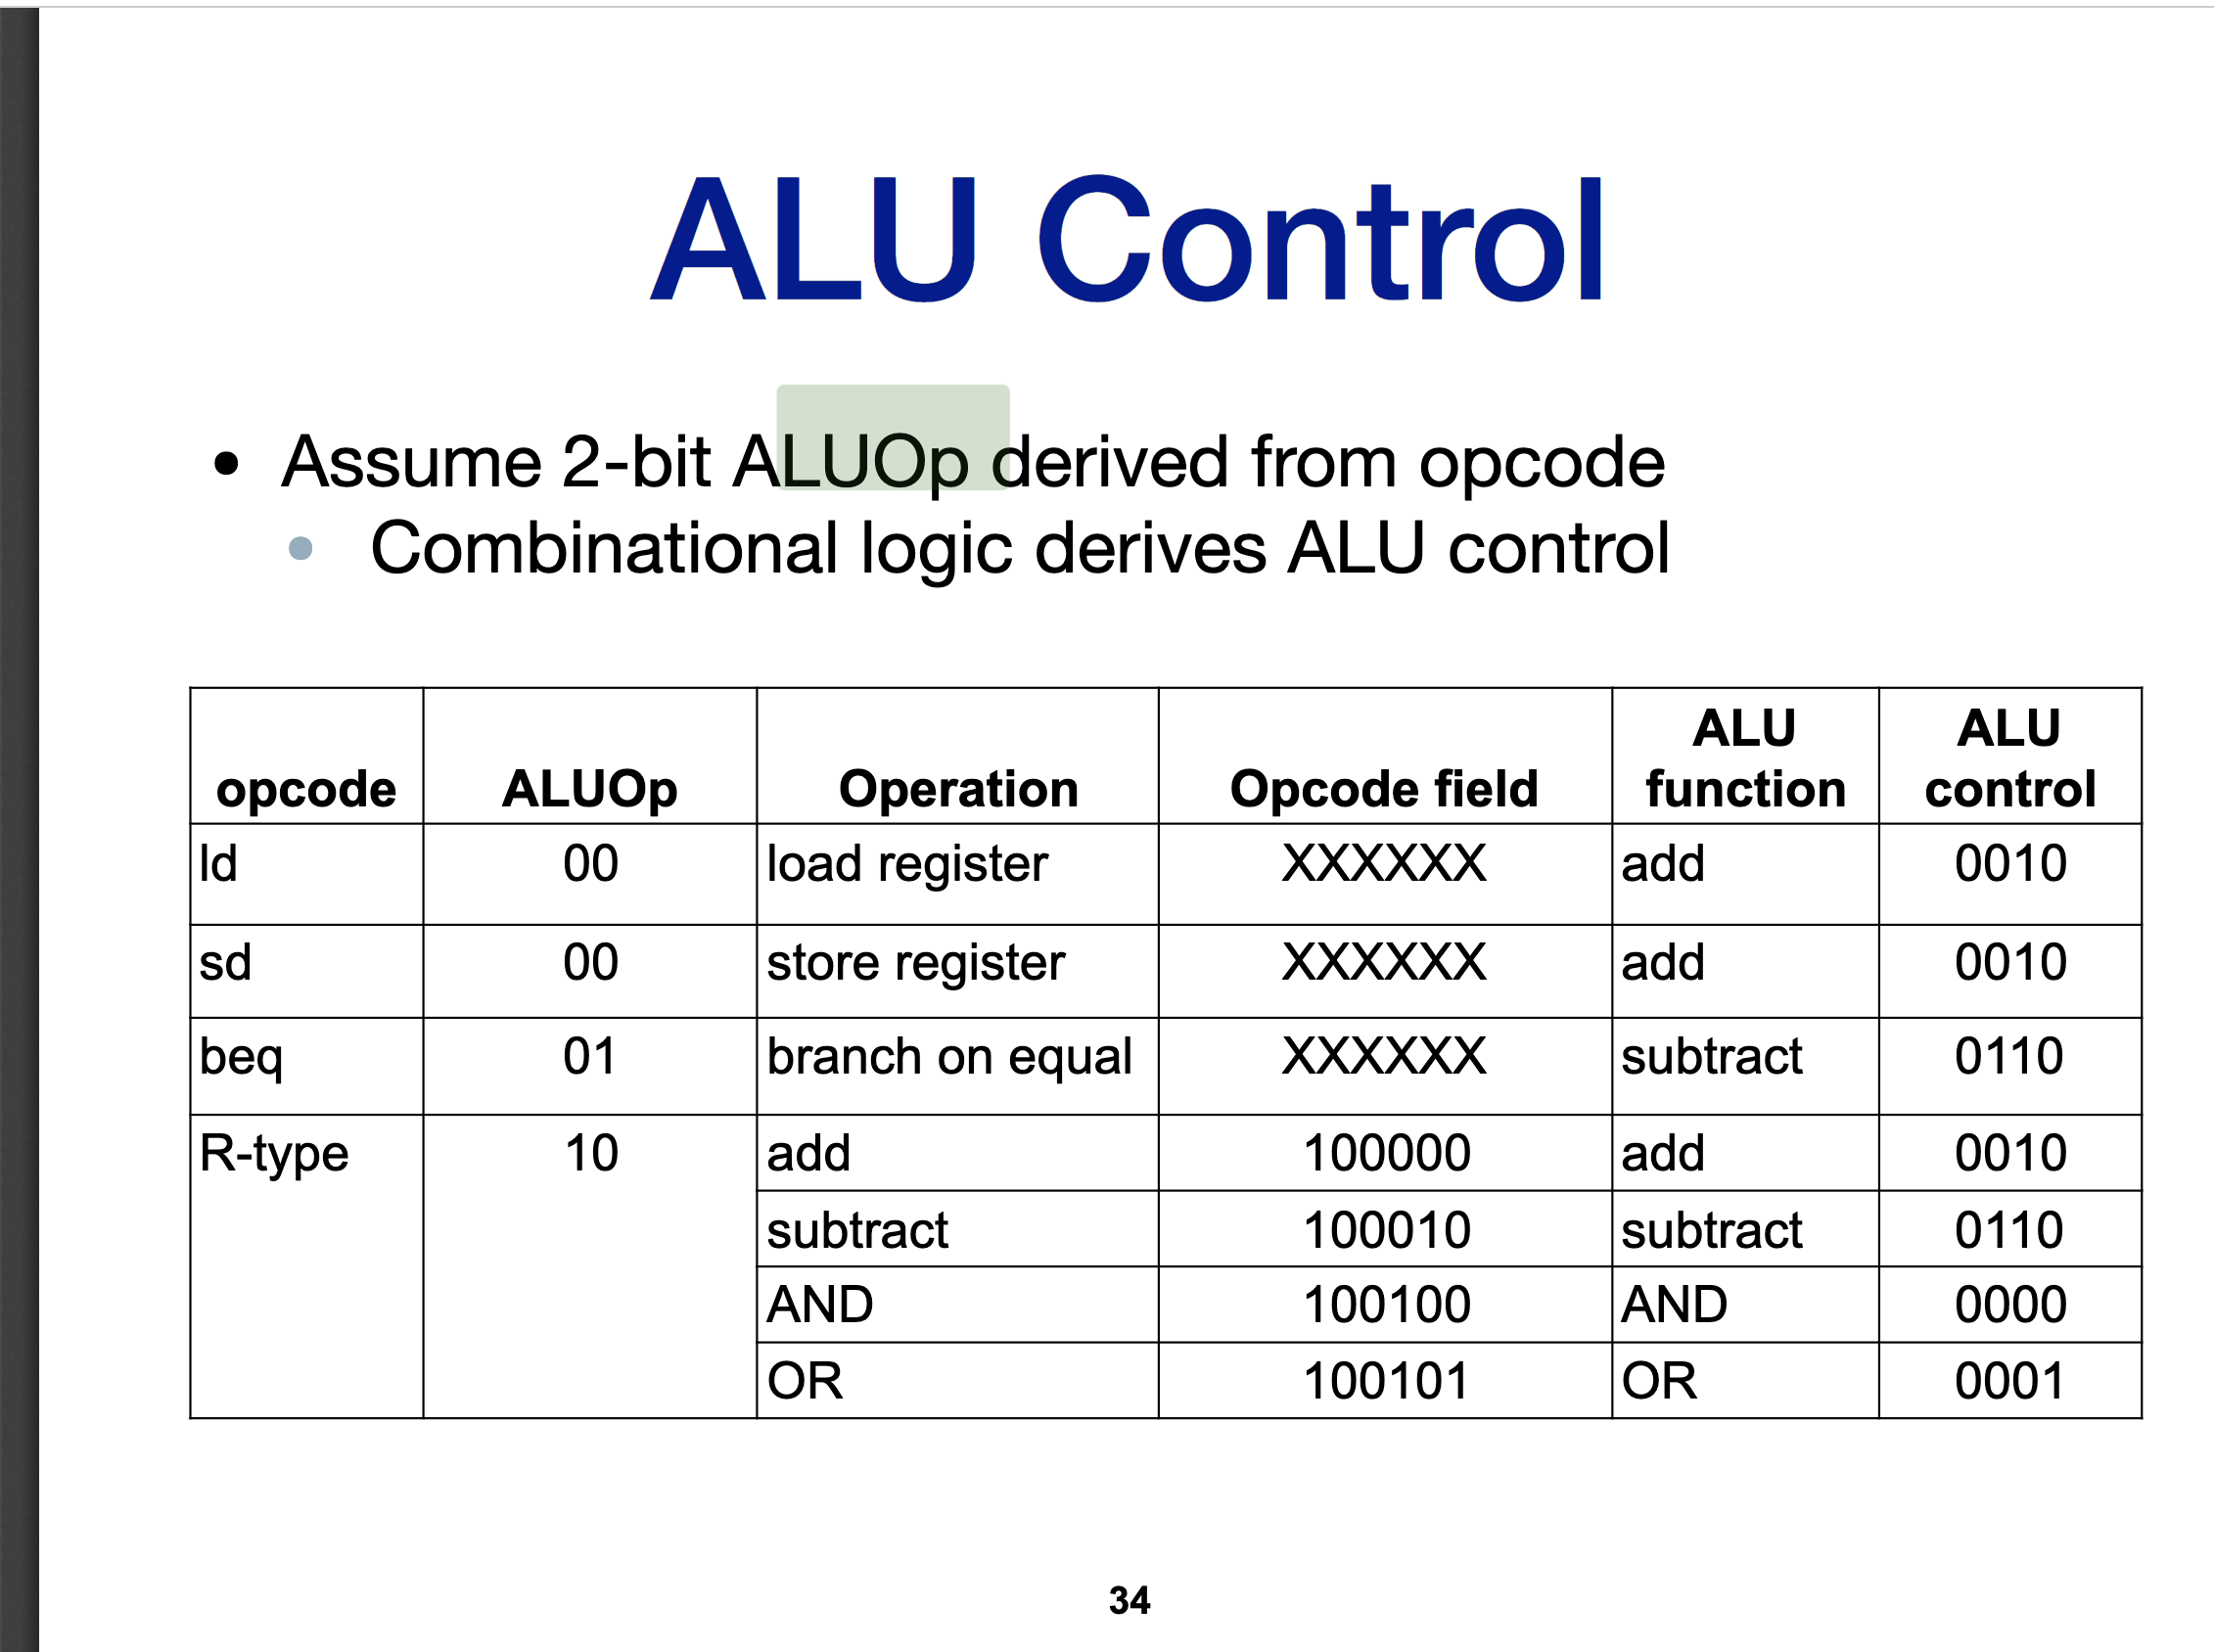 ALU Control
• Assume 2-bit ALUOp derived from opcode
• Combinational logic derives ALU control
opcode ALUOp Operation Opcode field ALU function ALU control
ld 00 load register XXXXXX add 0010
sd 00 store register XXXXXX add 0010
beq 01 branch on equal XXXXXX subtract 0110
R-type 10 add 100000 add 0010
subtract 100010 subtract 0110
AND 100100 AND 0000
OR 100101 OR 0001
34